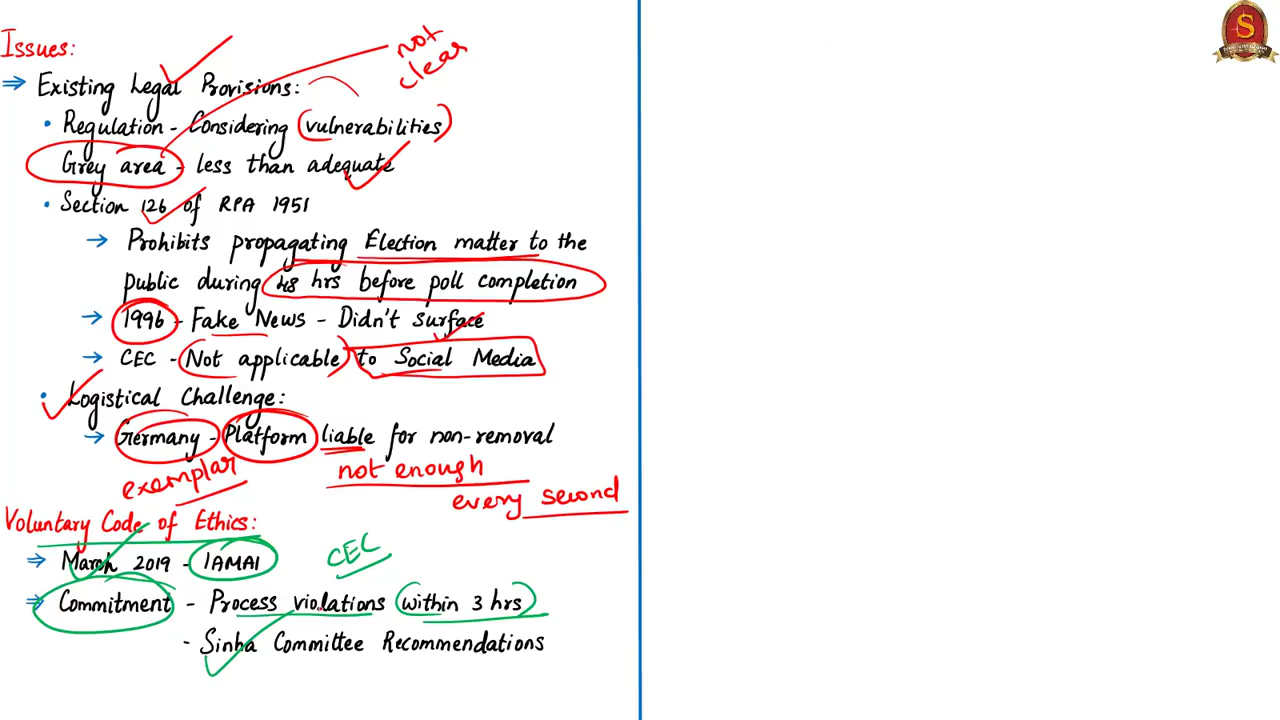 Issues:
not
clear
⇒ Existing Legal Provisions:
• Regulation - Considering (vulnerabilities)
Grey area - less than adequate
• Section 126 of RPA 1951
→ Prohibits propagating Election matter to the
public during 48 hrs before poll completion
→ 1996 - Fake News - Didn't surface
→ CEC - (Not applicable) to Social Media
• Logistical Challenge:
→ Germany - Platform liable for non-removal
exemplar
not enough
every second
Voluntary Code of Ethics:
⇒ March 2019 - IAMAI
CEC
⇒ Commitment - Process violations (within 3 hrs)
- Sinha Committee Recommendations
S